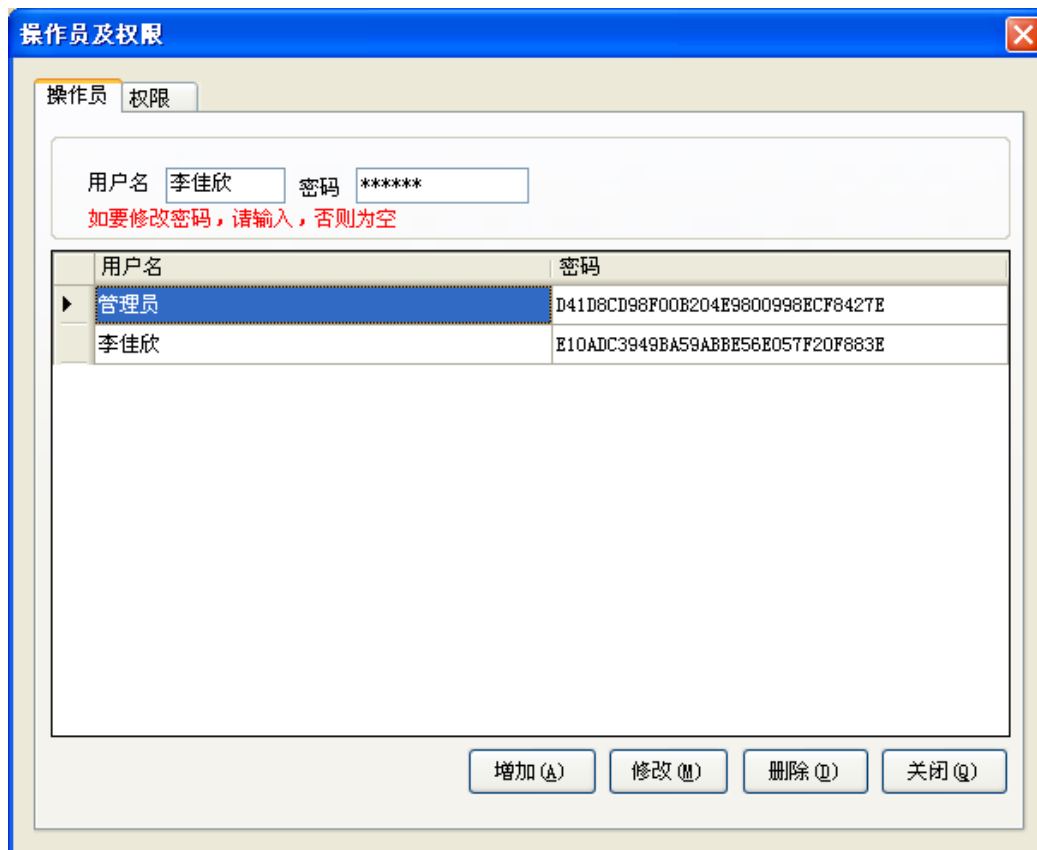 操作员及权限
操作员 权限
用户名 李佳欣 密码 ******
如要修改密码，请输入，否则为空
用户名 密码
管理员 D41D8CD98F00B204E9800998ECF8427E
李佳欣 E10ADC3949BA59ABBE56E057F20F883E
增加(A) 修改(M) 删除(D) 关闭(Q)